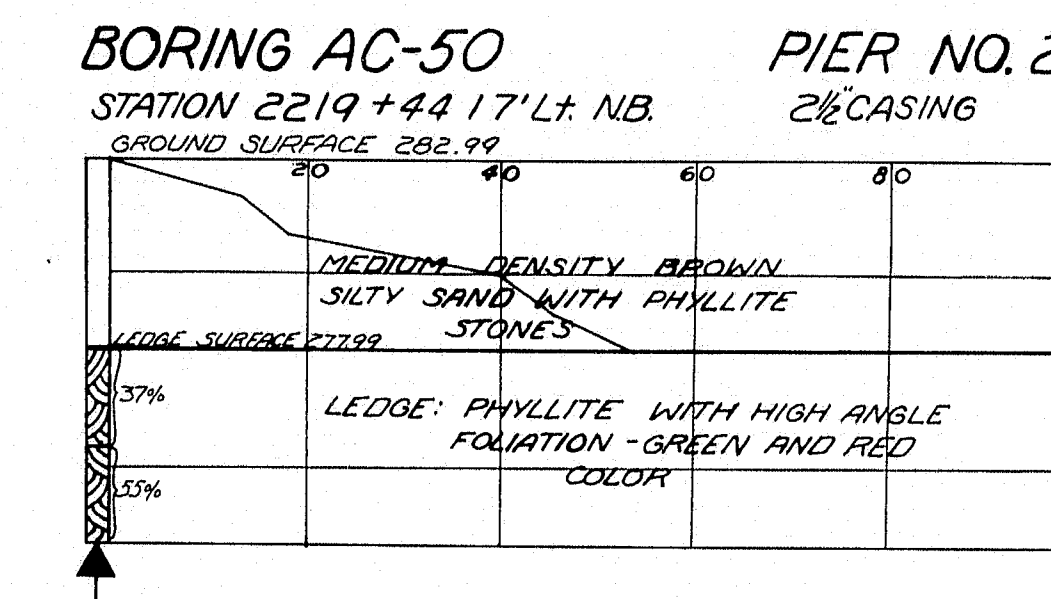 BORING AC-50 PIER NO. 2
STATION 2219+44 17' Lt. N.B. 2½" CASING
GROUND SURFACE 282.99
20 40 60 80
MEDIUM DENSITY BROWN
SILTY SAND WITH PHYLLITE
STONES
LEDGE SURFACE 277.99
37%
LEDGE: PHYLLITE WITH HIGH ANGLE
FOLIATION - GREEN AND RED
COLOR
55%